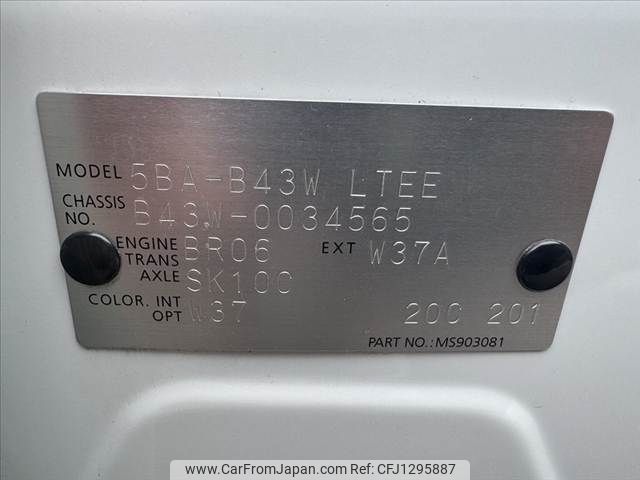 MODEL 5BA-B43W LTEE
CHASSIS NO. B43W-0034565
ENGINE BR06 EXT W37A
TRANS AXLE SK10C
COLOR. INT W37
OPT 20C 201
PART NO.: MS903081
www.CarFromJapan.com - CFJ1295887